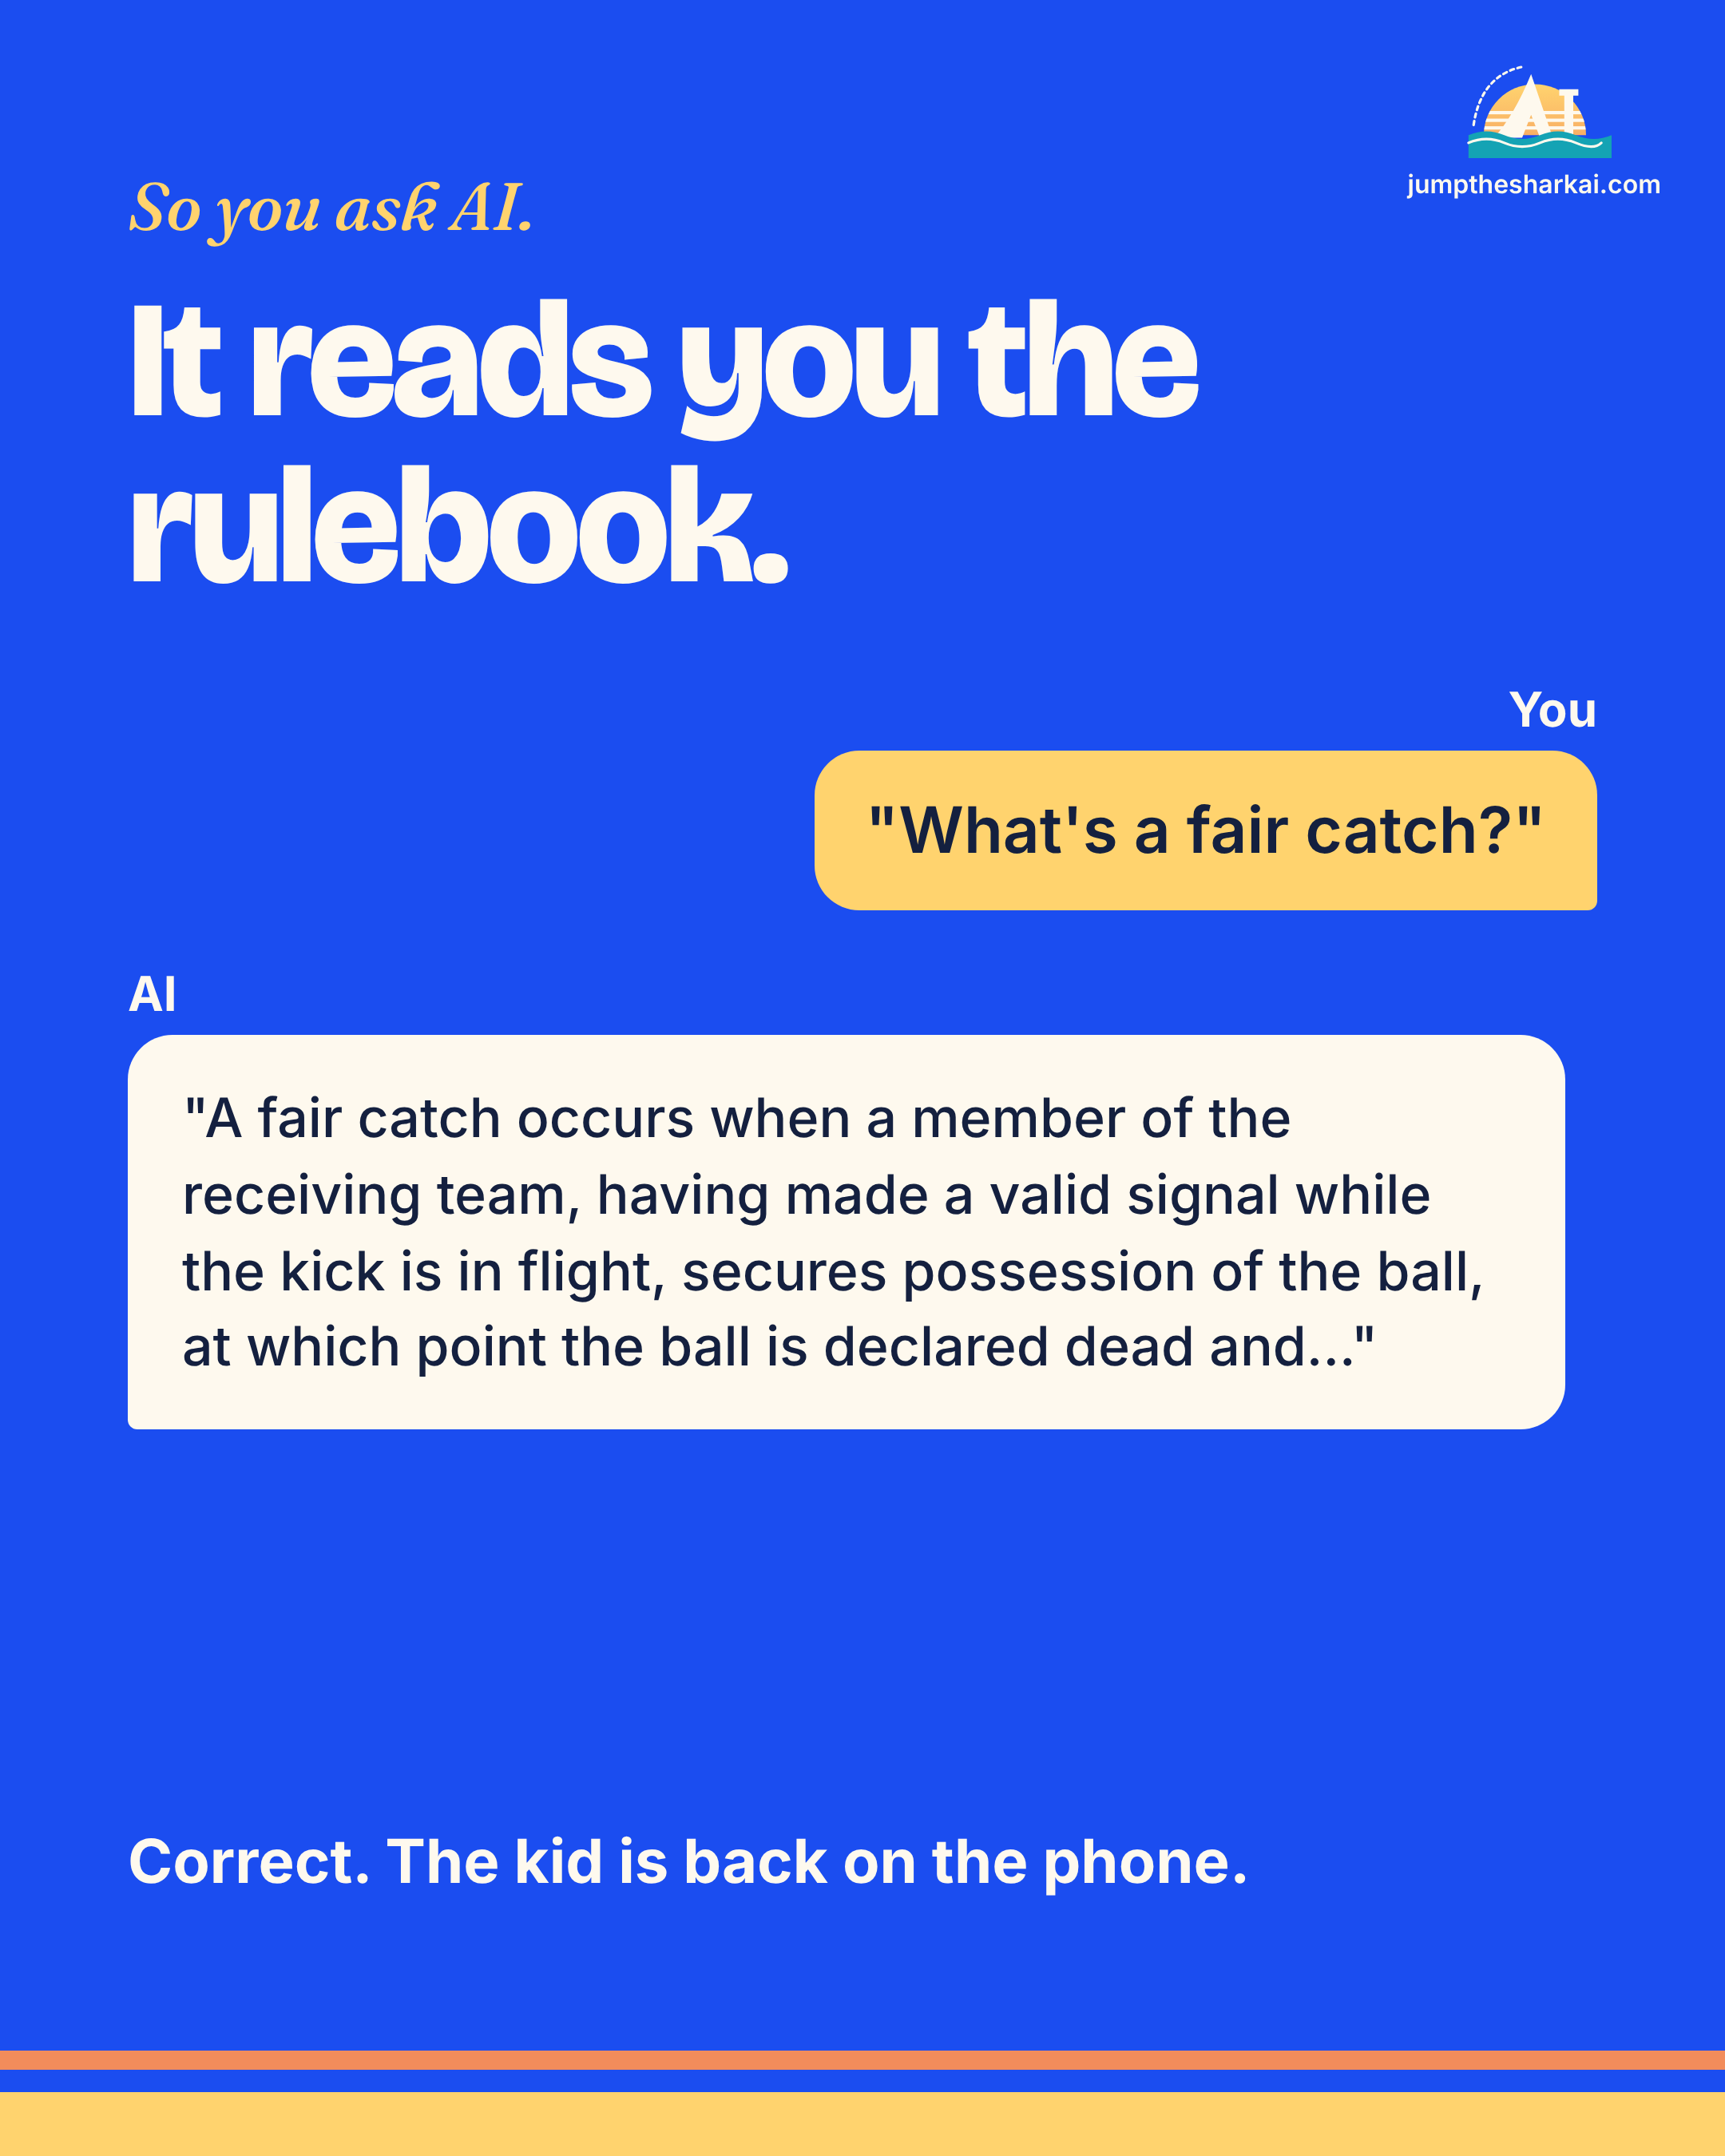 AI
jumpthesharkai.com
So you ask AI.
It reads you the
rulebook.
You
"What's a fair catch?"
AI
"A fair catch occurs when a member of the
receiving team, having made a valid signal while
the kick is in flight, secures possession of the ball,
at which point the ball is declared dead and..."
Correct. The kid is back on the phone.